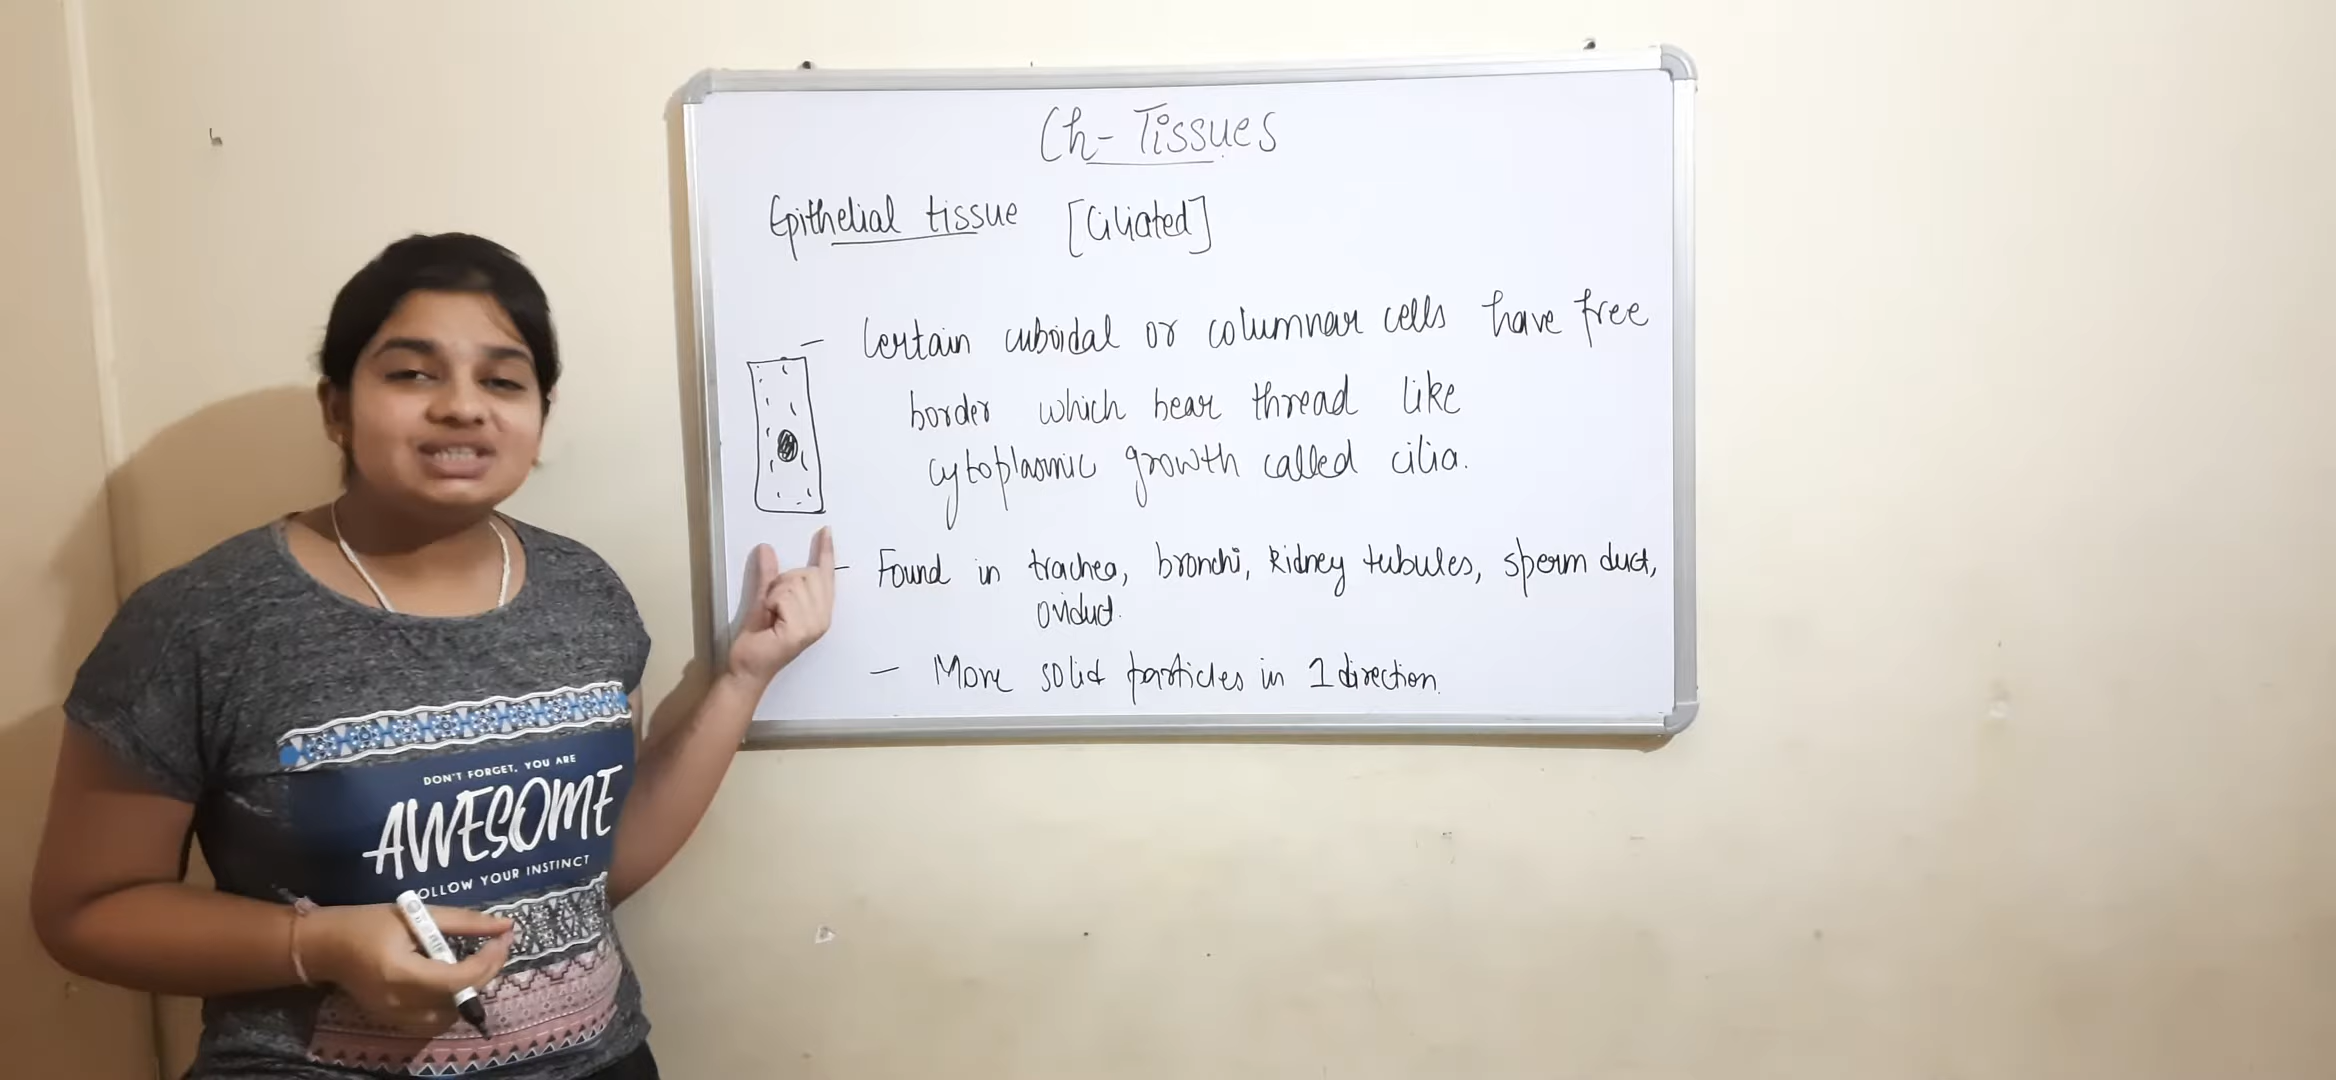 Ch- Tissues
Epithelial tissue [Ciliated]
- Certain cuboidal or columnar cells have free
border which bear thread like
cytoplasmic growth called cilia.
- Found in trachea, bronchi, kidney tubules, sperm duct,
oviduct.
- Move solid particles in 1 direction.
DON'T FORGET, YOU ARE
AWESOME
FOLLOW YOUR INSTINCT